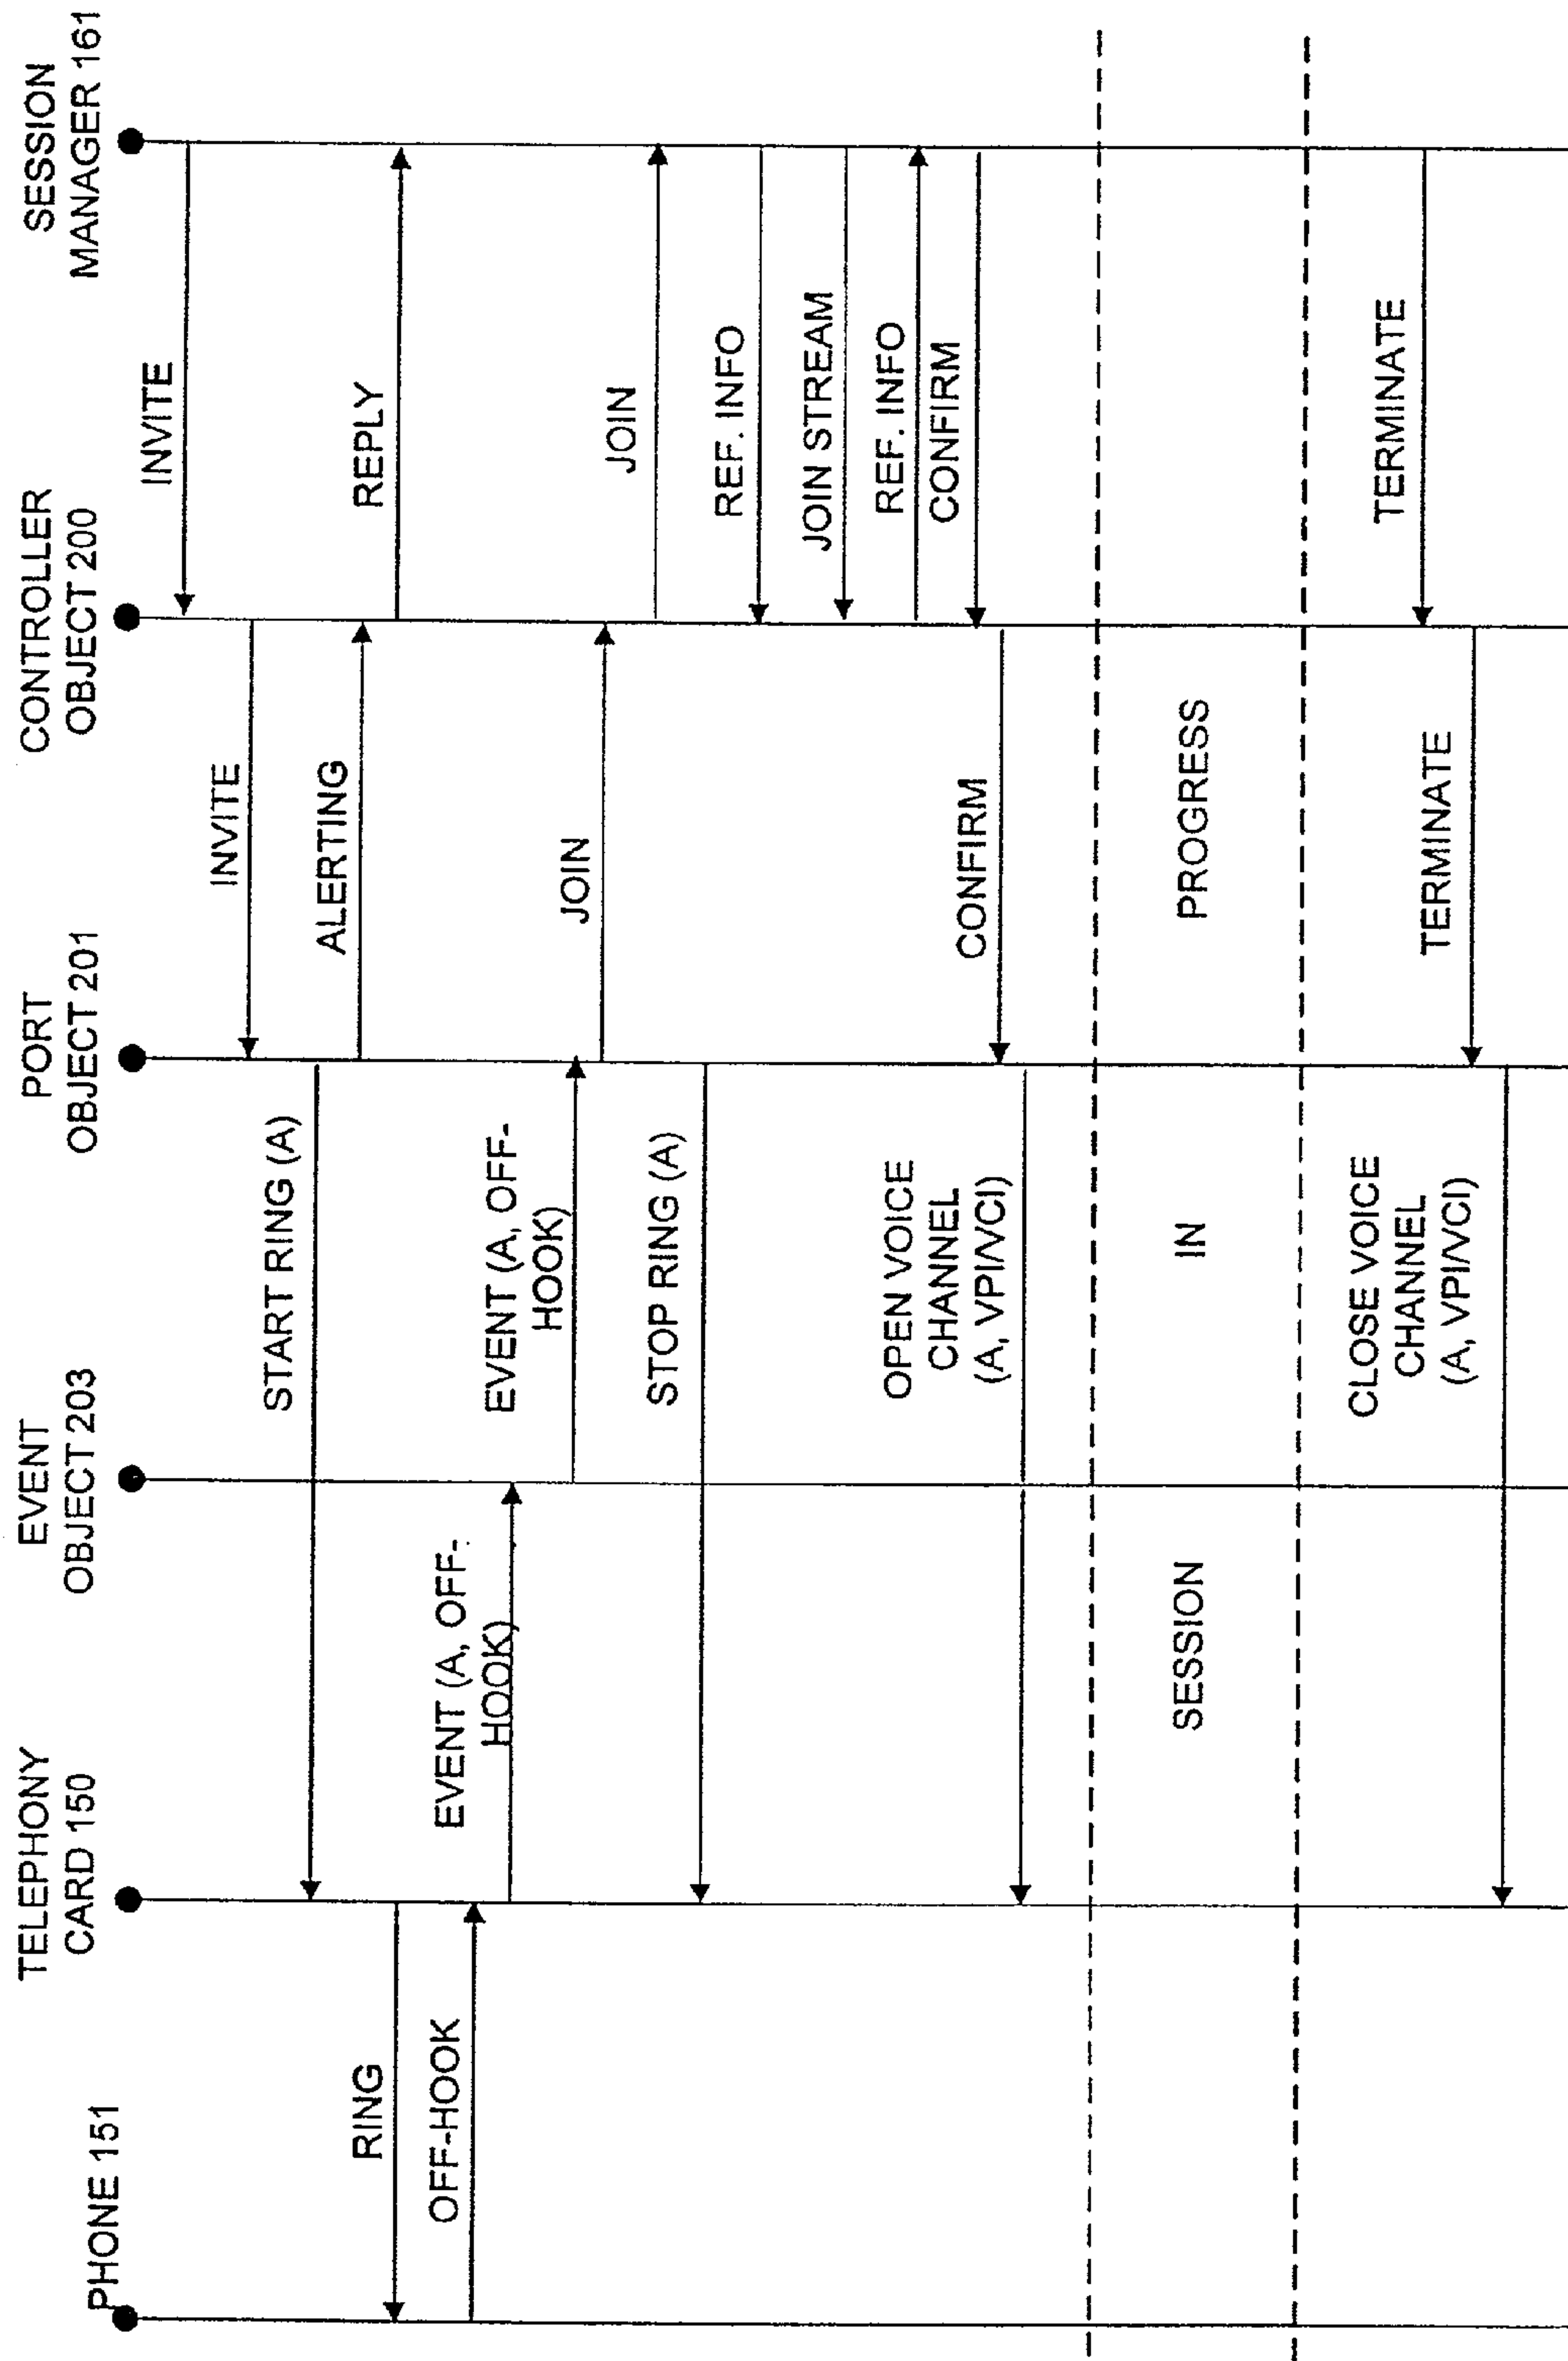 PHONE 151
TELEPHONY
CARD 150
EVENT
OBJECT 203
PORT
OBJECT 201
CONTROLLER
OBJECT 200
SESSION
MANAGER 161
INVITE
INVITE
START RING (A)
ALERTING
RING
REPLY
OFF-HOOK
EVENT (A, OFF-
HOOK)
EVENT (A, OFF-
HOOK)
JOIN
JOIN
STOP RING (A)
REF. INFO
JOIN STREAM
REF. INFO
CONFIRM
CONFIRM
OPEN VOICE
CHANNEL
(A, VPI/VCI)
SESSION IN PROGRESS
TERMINATE
TERMINATE
CLOSE VOICE
CHANNEL
(A, VPI/VCI)